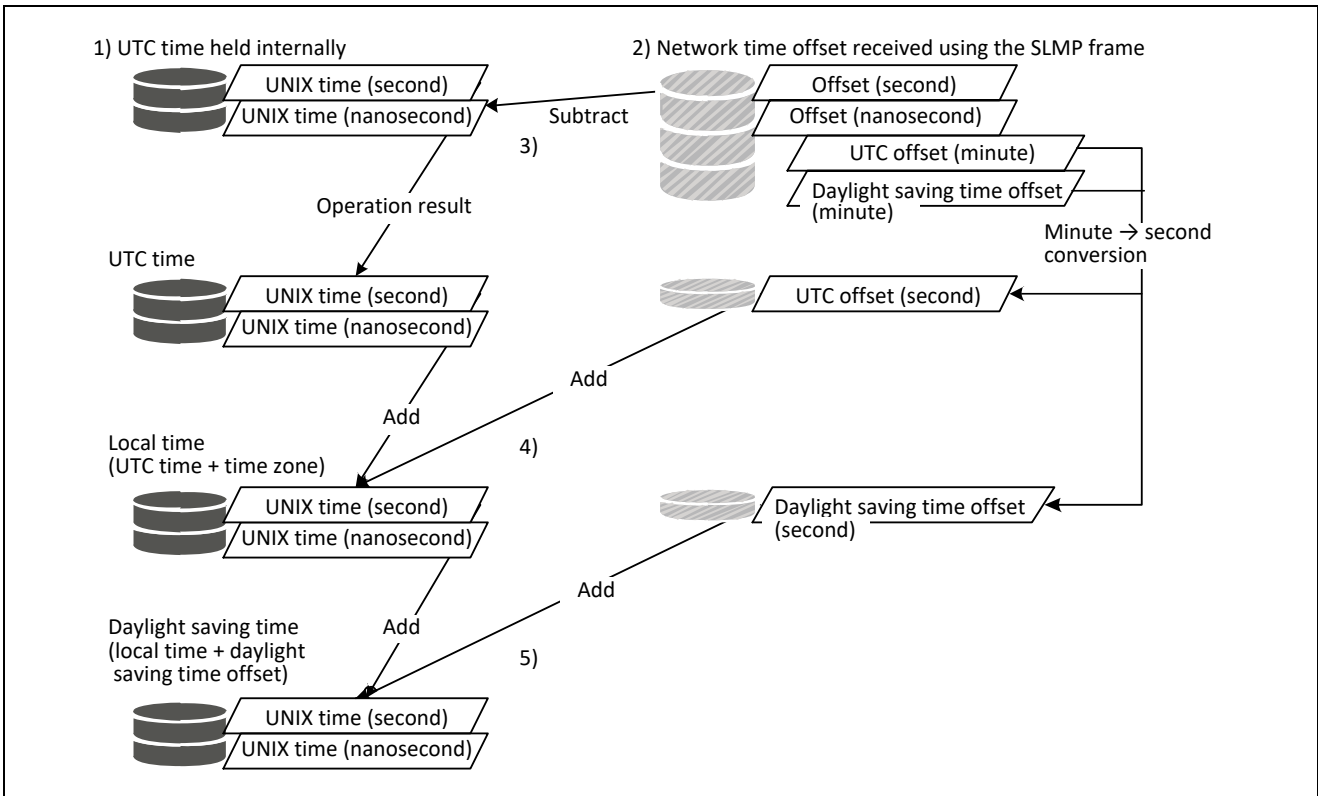 1) UTC time held internally
2) Network time offset received using the SLMP frame
UNIX time (second)
UNIX time (nanosecond)
Offset (second)
Offset (nanosecond)
UTC offset (minute)
Daylight saving time offset
(minute)
Subtract
3)
Operation result
Minute → second
conversion
UTC time
UNIX time (second)
UNIX time (nanosecond)
UTC offset (second)
Add
Add
4)
Local time
(UTC time + time zone)
UNIX time (second)
UNIX time (nanosecond)
Daylight saving time offset
(second)
Add
Add
5)
Daylight saving time
(local time + daylight
saving time offset)
UNIX time (second)
UNIX time (nanosecond)